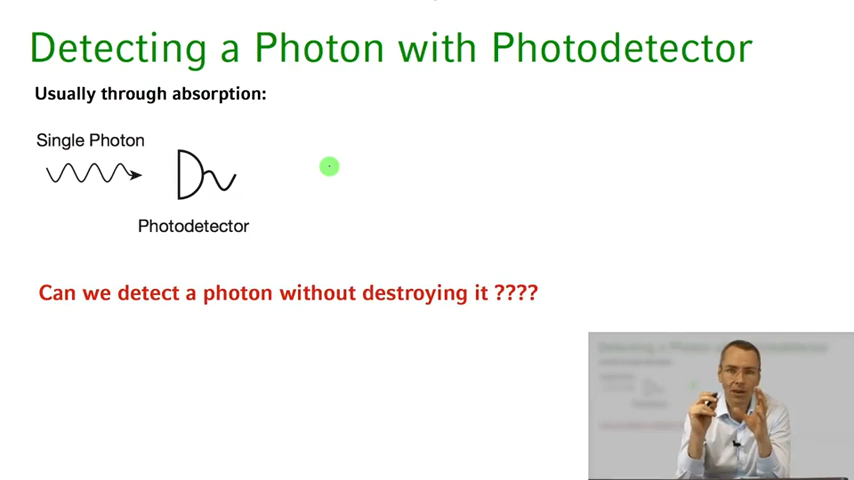 Detecting a Photon with Photodetector
Usually through absorption:
Single Photon
Photodetector
Can we detect a photon without destroying it ????